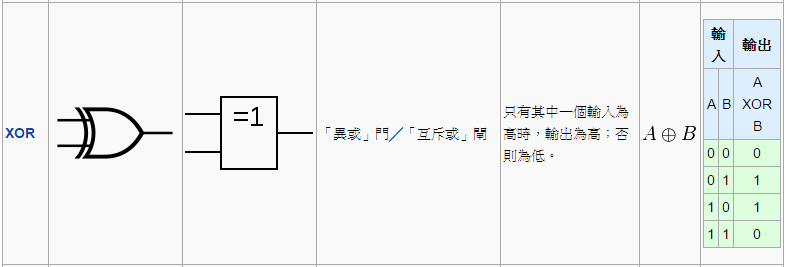 XOR
=1
「異或」門／「互斥或」閘
只有其中一個輸入為
高時，輸出為高；否
則為低。
A ⊕ B
輸入 輸出
A B A XOR B
0 0 0
0 1 1
1 0 1
1 1 0